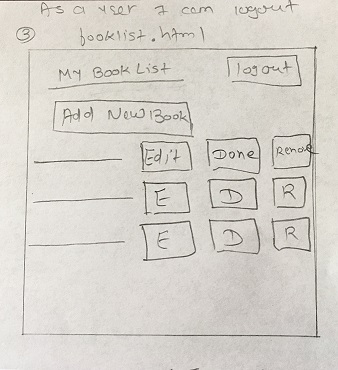 As a user I can logout
③ booklist.html
My Book List logout
Add New Book
Edit Done Remove
E D R
E D R